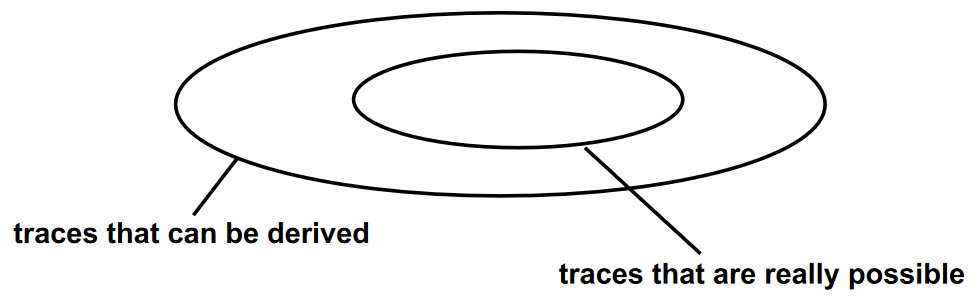 traces that can be derived
traces that are really possible